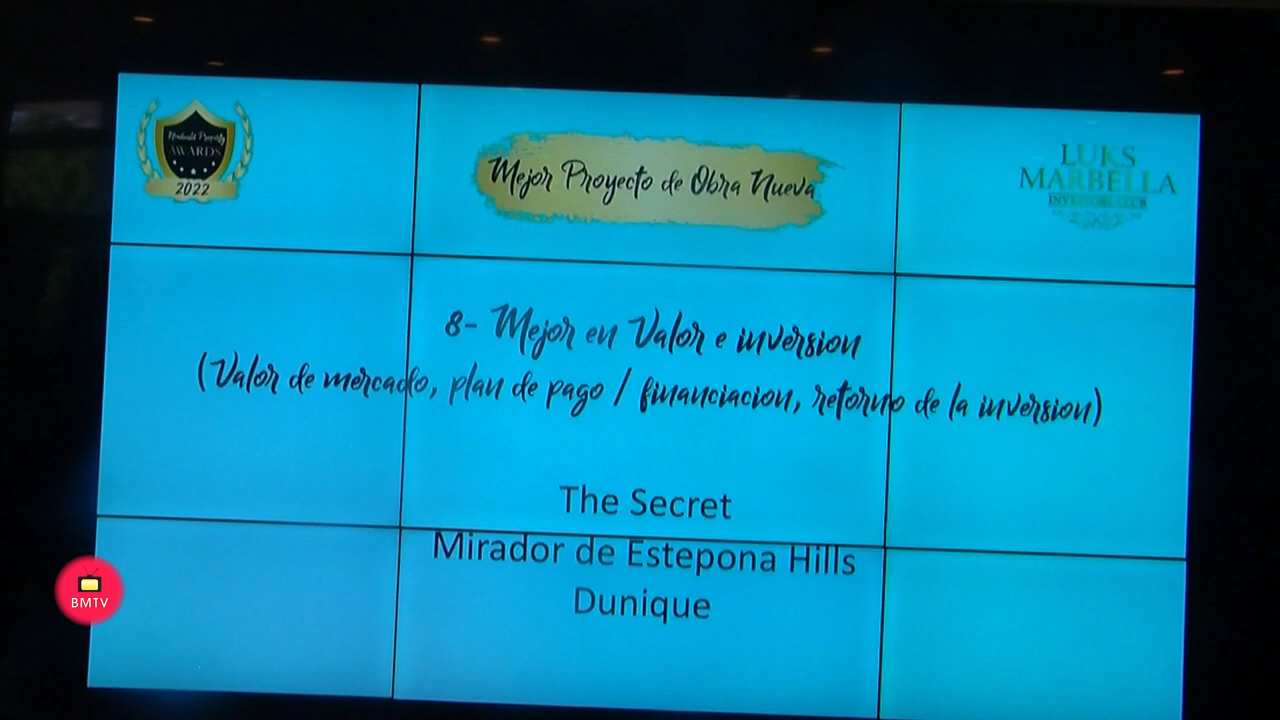 AWARDS
2022
Mejor Proyecto de Obra Nueva
LUKS
MARBELLA
8- Mejor en Valor e inversion
(Valor de mercado, plan de pago / financiacion, retorno de la inversion)
The Secret
Mirador de Estepona Hills
Dunique
BMTV